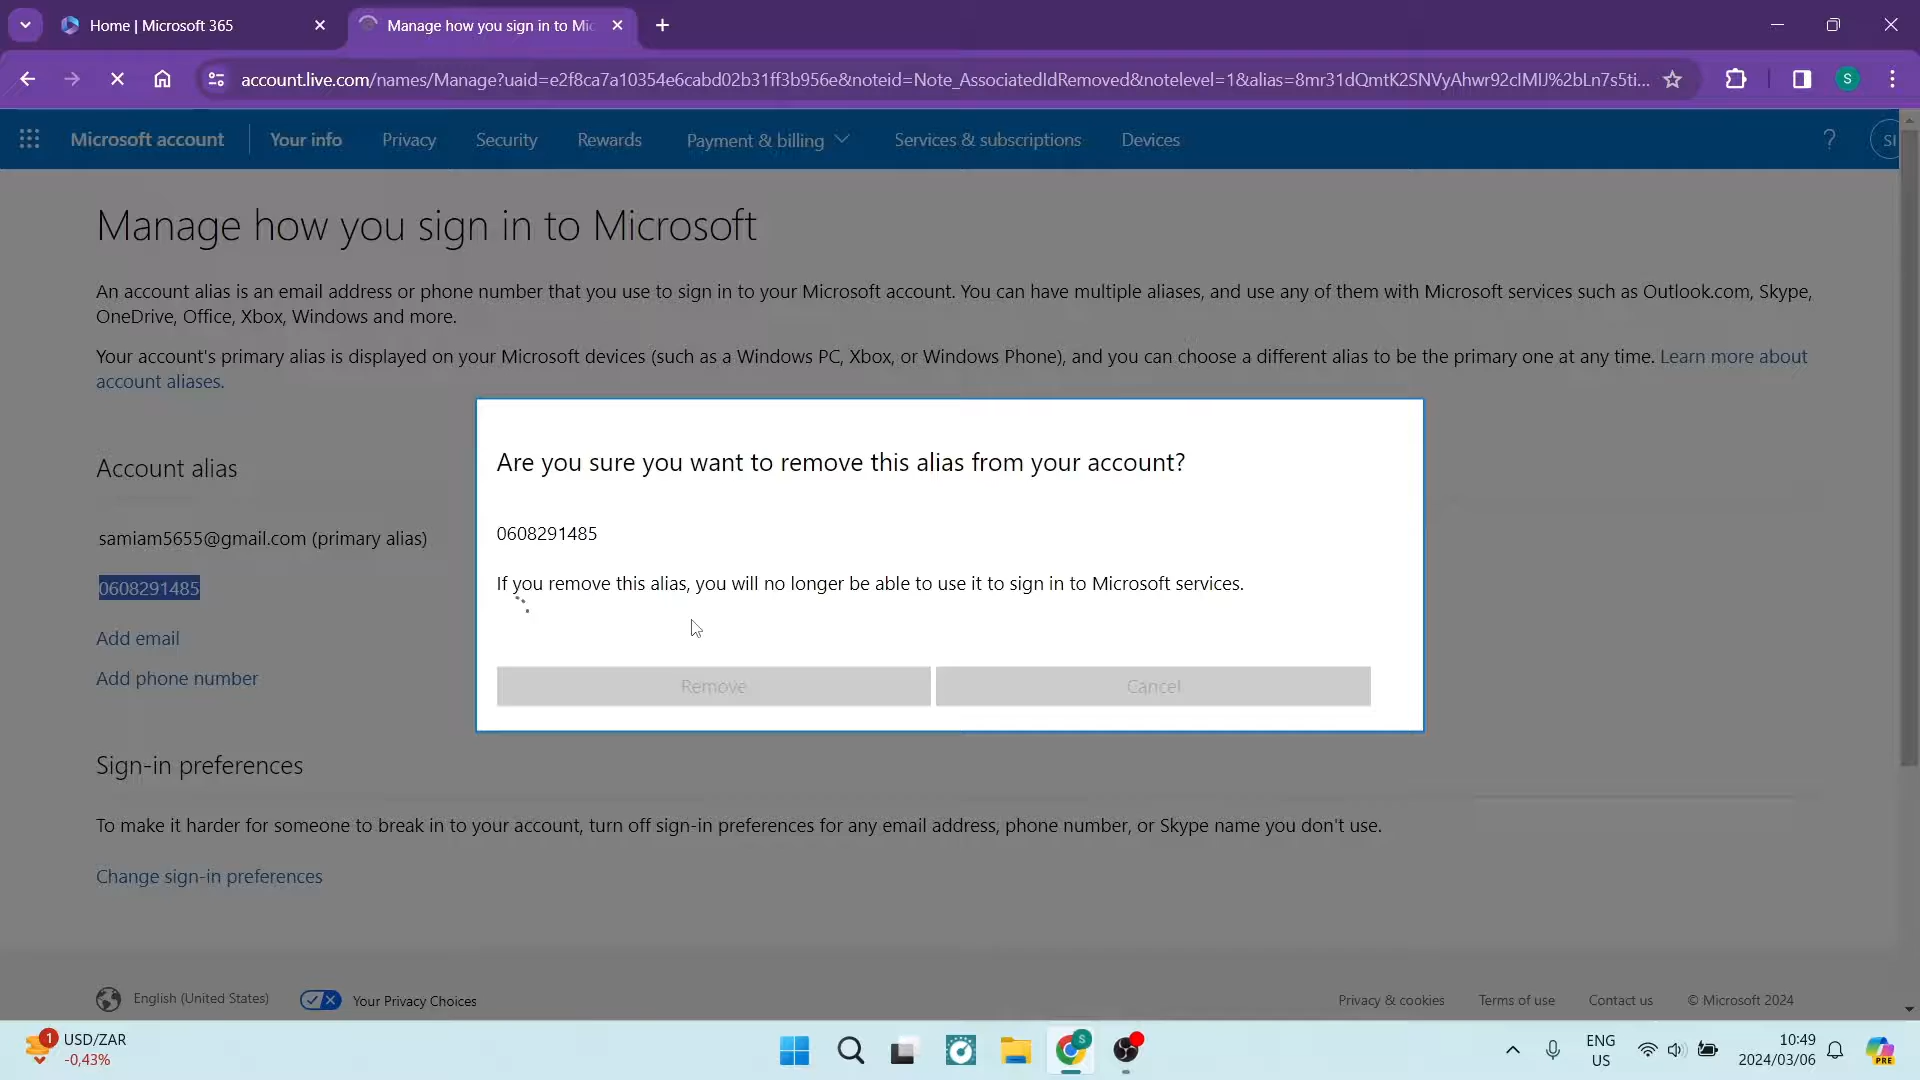 Home | Microsoft 365
Manage how you sign in to Mic
account.live.com/names/Manage?uaid=e2f8ca7a10354e6cabd02b31ff3b956e&noteid=Note_AssociatedIdRemoved&notelevel=1&alias=8mr31dQmtK2SNVyAhwr92clMIJ%2bLn7s5ti...
S
Microsoft account
Your info
Privacy
Security
Rewards
Payment & billing
Services & subscriptions
Devices
?
SI
Manage how you sign in to Microsoft
An account alias is an email address or phone number that you use to sign in to your Microsoft account. You can have multiple aliases, and use any of them with Microsoft services such as Outlook.com, Skype,
OneDrive, Office, Xbox, Windows and more.
Your account's primary alias is displayed on your Microsoft devices (such as a Windows PC, Xbox, or Windows Phone), and you can choose a different alias to be the primary one at any time. Learn more about
account aliases.
Account alias
samiam5655@gmail.com (primary alias)
0608291485
Add email
Add phone number
Are you sure you want to remove this alias from your account?
0608291485
If you remove this alias, you will no longer be able to use it to sign in to Microsoft services.
Remove
Cancel
Sign-in preferences
To make it harder for someone to break in to your account, turn off sign-in preferences for any email address, phone number, or Skype name you don't use.
Change sign-in preferences
English (United States)
Your Privacy Choices
Privacy & cookies
Terms of use
Contact us
© Microsoft 2024
1
USD/ZAR
-0,43%
S
ENG
US
10:49
2024/03/06
PRE